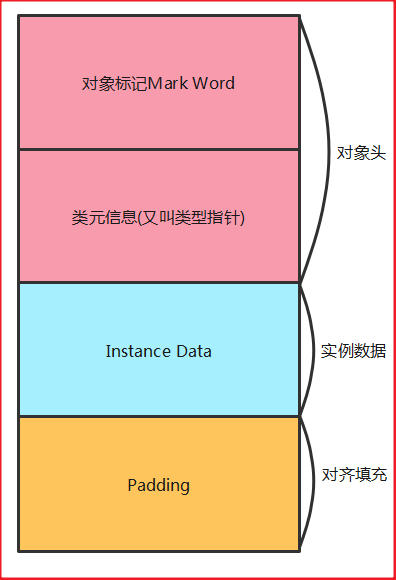 对象标记Mark Word
对象头
类元信息(又叫类型指针)
Instance Data
实例数据
Padding
对齐填充